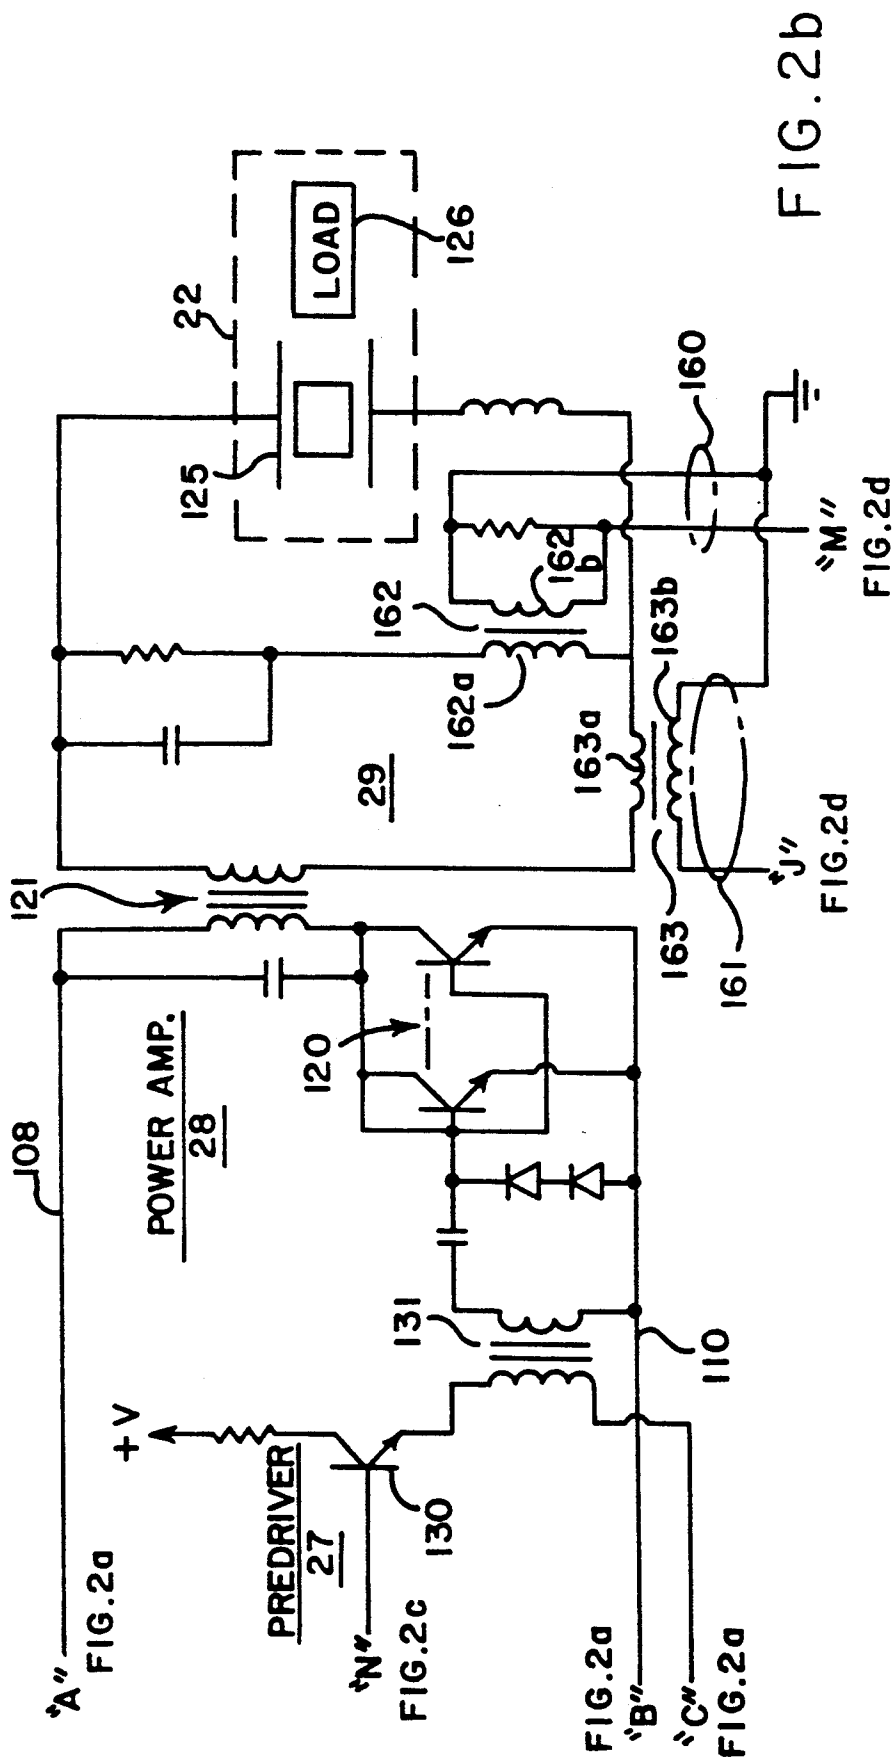 "A"
FIG.2a
108
POWER AMP.
28
121
+V
PREDRIVER
27
"N"
FIG.2c
130
131
120
110
FIG.2a
"B"
"C"
FIG.2a
29
125
22
LOAD
126
162
162a
162
b
163a
163b
163
161
160
"J"
FIG.2d
"M"
FIG.2d
FIG.2b